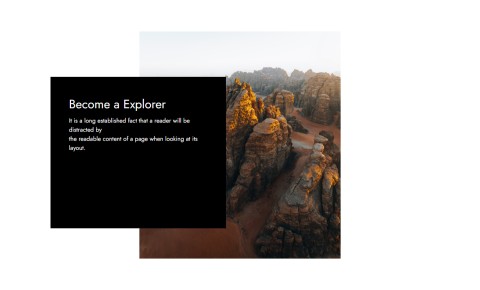 Become a Explorer
It is a long established fact that a reader will be
distracted by
the readable content of a page when looking at its
layout.